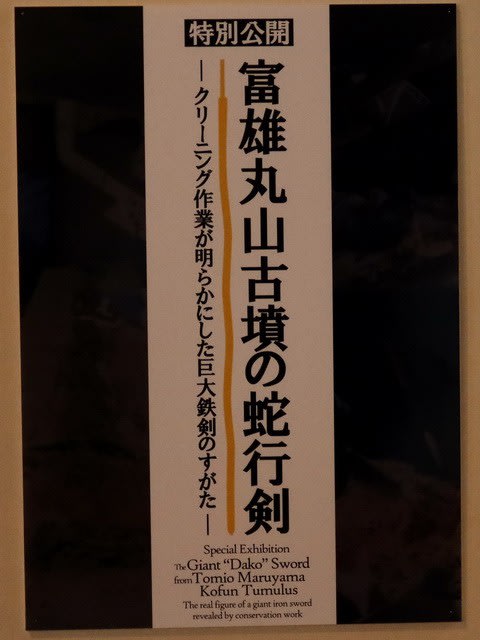 特別公開
富雄丸山古墳の蛇行剣
―クリーニング作業が明らかにした巨大鉄剣のすがた―
Special Exhibition
The Giant “Dako” Sword
from Tomio Maruyama
Kofun Tumulus
The real figure of a giant iron sword
revealed by conservation work